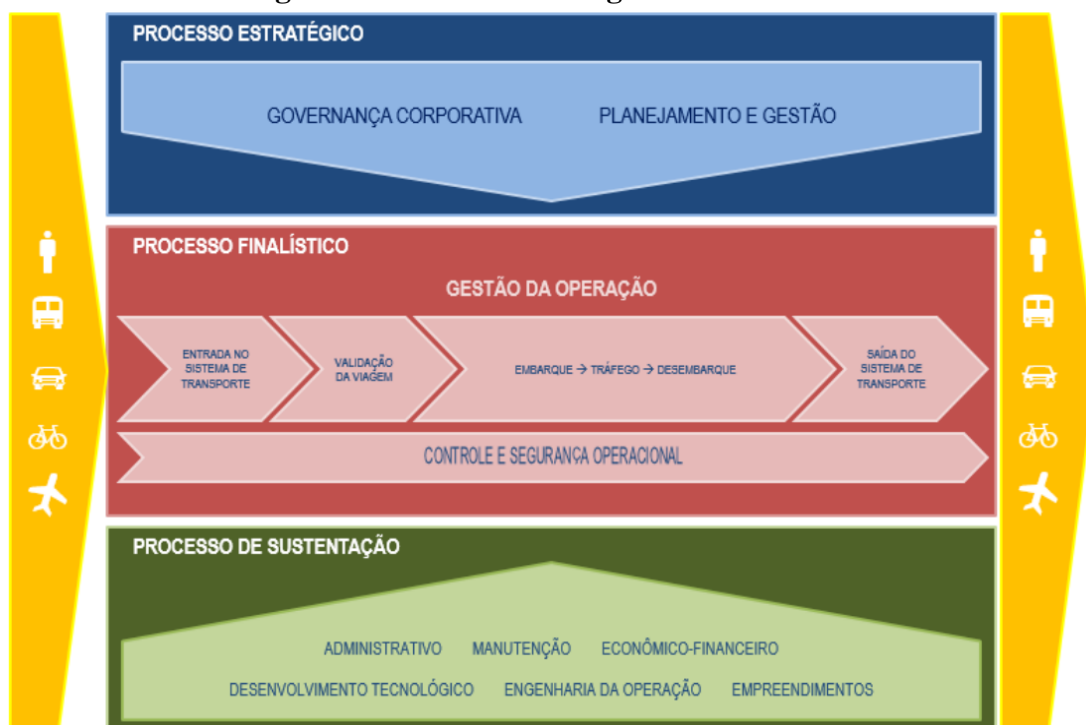 PROCESSO ESTRATÉGICO
GOVERNANÇA CORPORATIVA PLANEJAMENTO E GESTÃO
PROCESSO FINALÍSTICO
GESTÃO DA OPERAÇÃO
ENTRADA NO
SISTEMA DE
TRANSPORTE
VALIDAÇÃO
DA VIAGEM
EMBARQUE → TRÁFEGO → DESEMBARQUE
SAÍDA DO
SISTEMA DE
TRANSPORTE
CONTROLE E SEGURANÇA OPERACIONAL
PROCESSO DE SUSTENTAÇÃO
ADMINISTRATIVO MANUTENÇÃO ECONÔMICO-FINANCEIRO
DESENVOLVIMENTO TECNOLÓGICO ENGENHARIA DA OPERAÇÃO EMPREENDIMENTOS